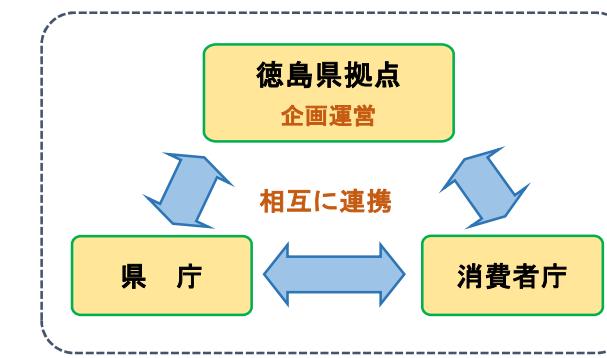 徳島県拠点
企画運営
相互に連携
県　庁
消費者庁